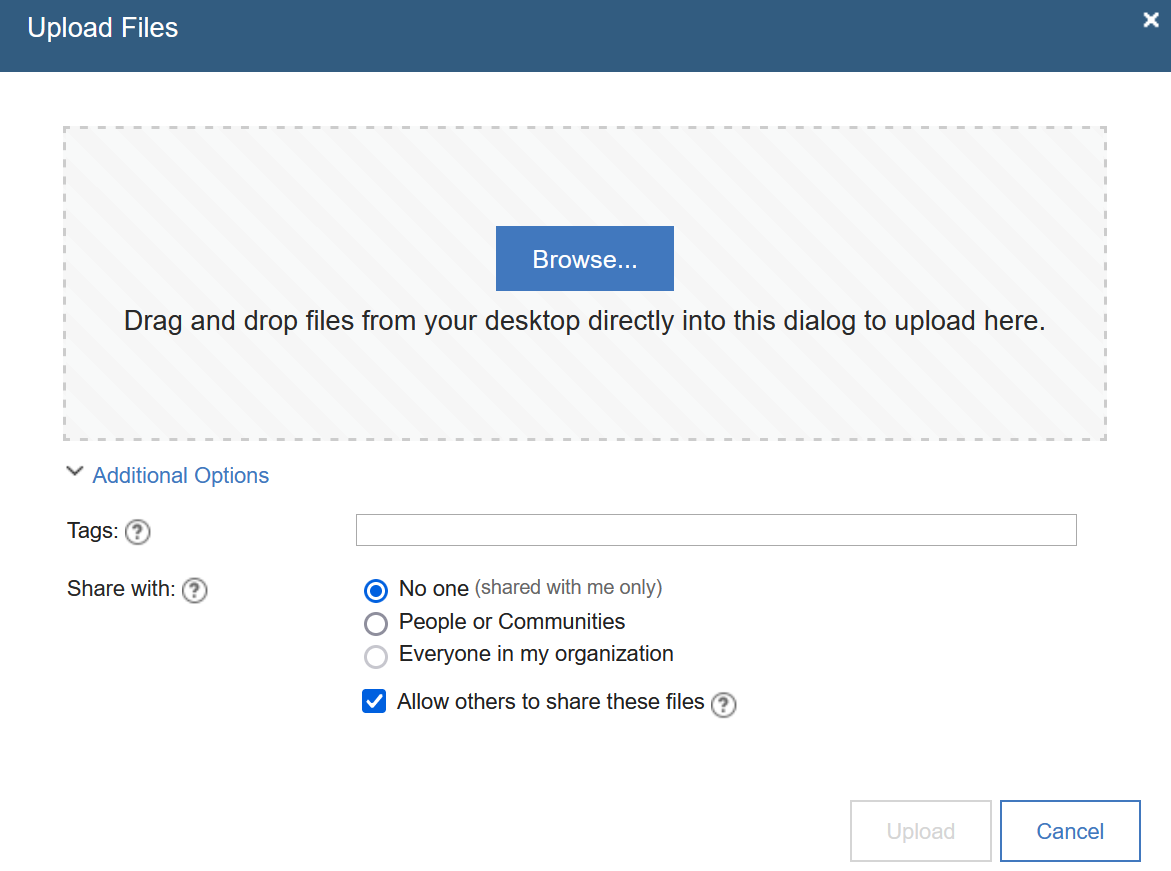 Upload Files
Browse...
Drag and drop files from your desktop directly into this dialog to upload here.
Additional Options
Tags: ?
Share with: ?
No one (shared with me only)
People or Communities
Everyone in my organization
Allow others to share these files ?
Upload
Cancel